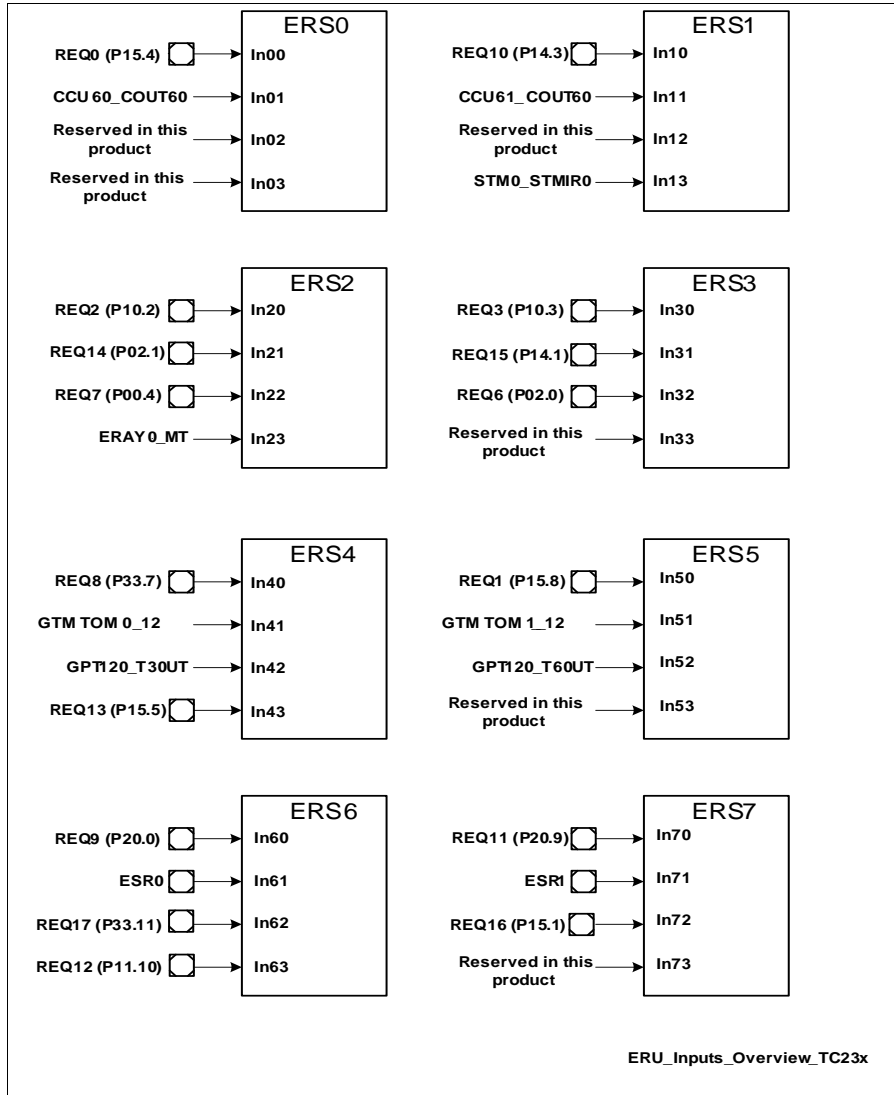 ERS0
REQ0 (P15.4)
In00
CCU60_COUT60
In01
Reserved in this
product
In02
Reserved in this
product
In03
ERS1
REQ10 (P14.3)
In10
CCU61_COUT60
In11
Reserved in this
product
In12
STM0_STMIR0
In13
ERS2
REQ2 (P10.2)
In20
REQ14 (P02.1)
In21
REQ7 (P00.4)
In22
ERAY0_MT
In23
ERS3
REQ3 (P10.3)
In30
REQ15 (P14.1)
In31
REQ6 (P02.0)
In32
Reserved in this
product
In33
ERS4
REQ8 (P33.7)
In40
GTM TOM 0_12
In41
GPT120_T3OUT
In42
REQ13 (P15.5)
In43
ERS5
REQ1 (P15.8)
In50
GTM TOM 1_12
In51
GPT120_T6OUT
In52
Reserved in this
product
In53
ERS6
REQ9 (P20.0)
In60
ESR0
In61
REQ17 (P33.11)
In62
REQ12 (P11.10)
In63
ERS7
REQ11 (P20.9)
In70
ESR1
In71
REQ16 (P15.1)
In72
Reserved in this
product
In73
ERU_Inputs_Overview_TC23x